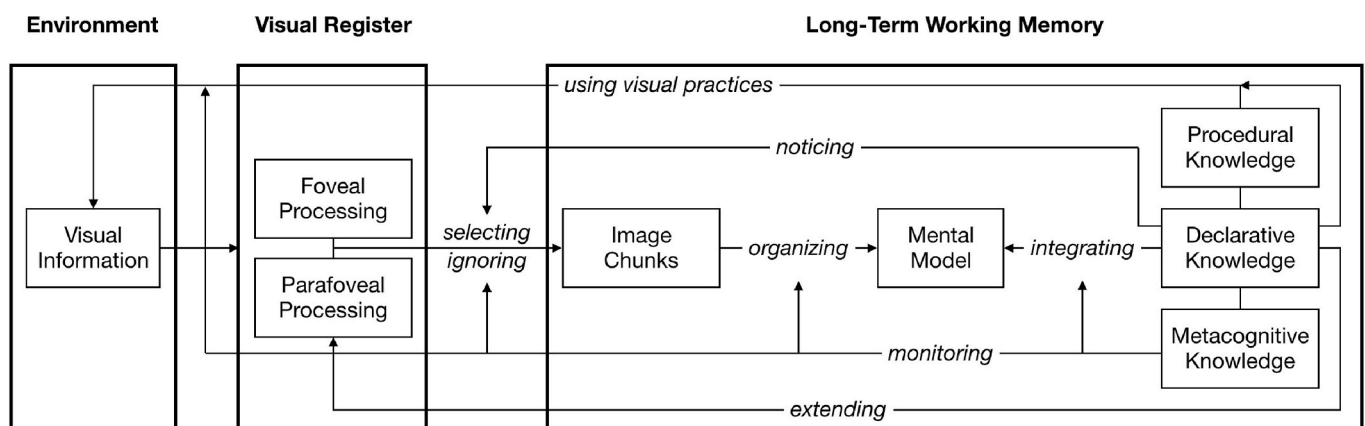 Environment
Visual Register
Long-Term Working Memory
using visual practices
noticing
Procedural
Knowledge
Foveal
Processing
Visual
Information
selecting
ignoring
Image
Chunks
organizing
Mental
Model
integrating
Declarative
Knowledge
Parafoveal
Processing
monitoring
Metacognitive
Knowledge
extending